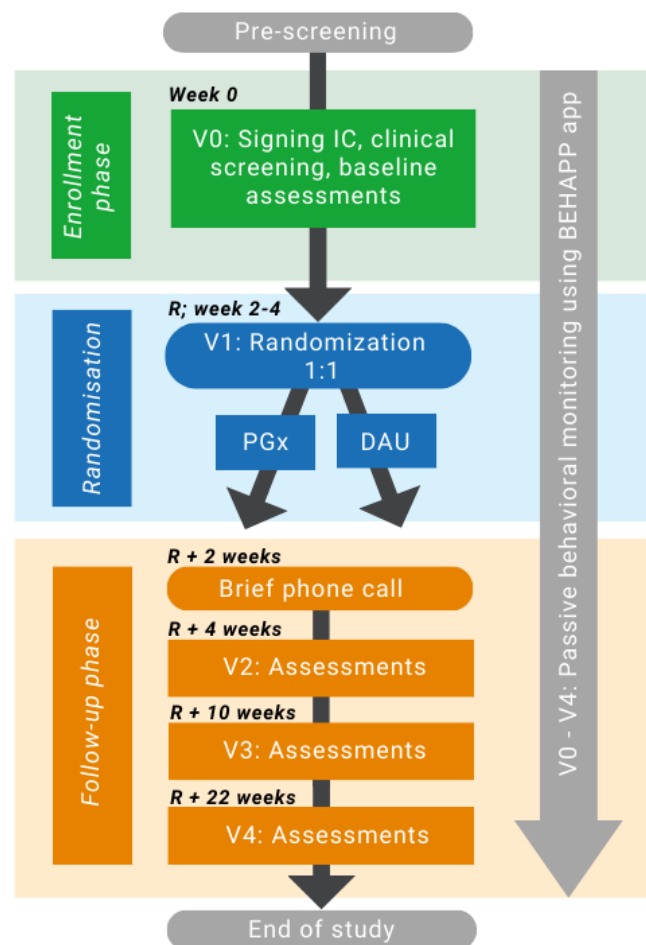 Pre-screening
Enrollment
phase
Week 0
V0: Signing IC, clinical
screening, baseline
assessments
Randomisation
R; week 2-4
V1: Randomization
1:1
PGx
DAU
Follow-up phase
R + 2 weeks
Brief phone call
R + 4 weeks
V2: Assessments
R + 10 weeks
V3: Assessments
R + 22 weeks
V4: Assessments
V0 - V4: Passive behavioral monitoring using BEHAPP app
End of study